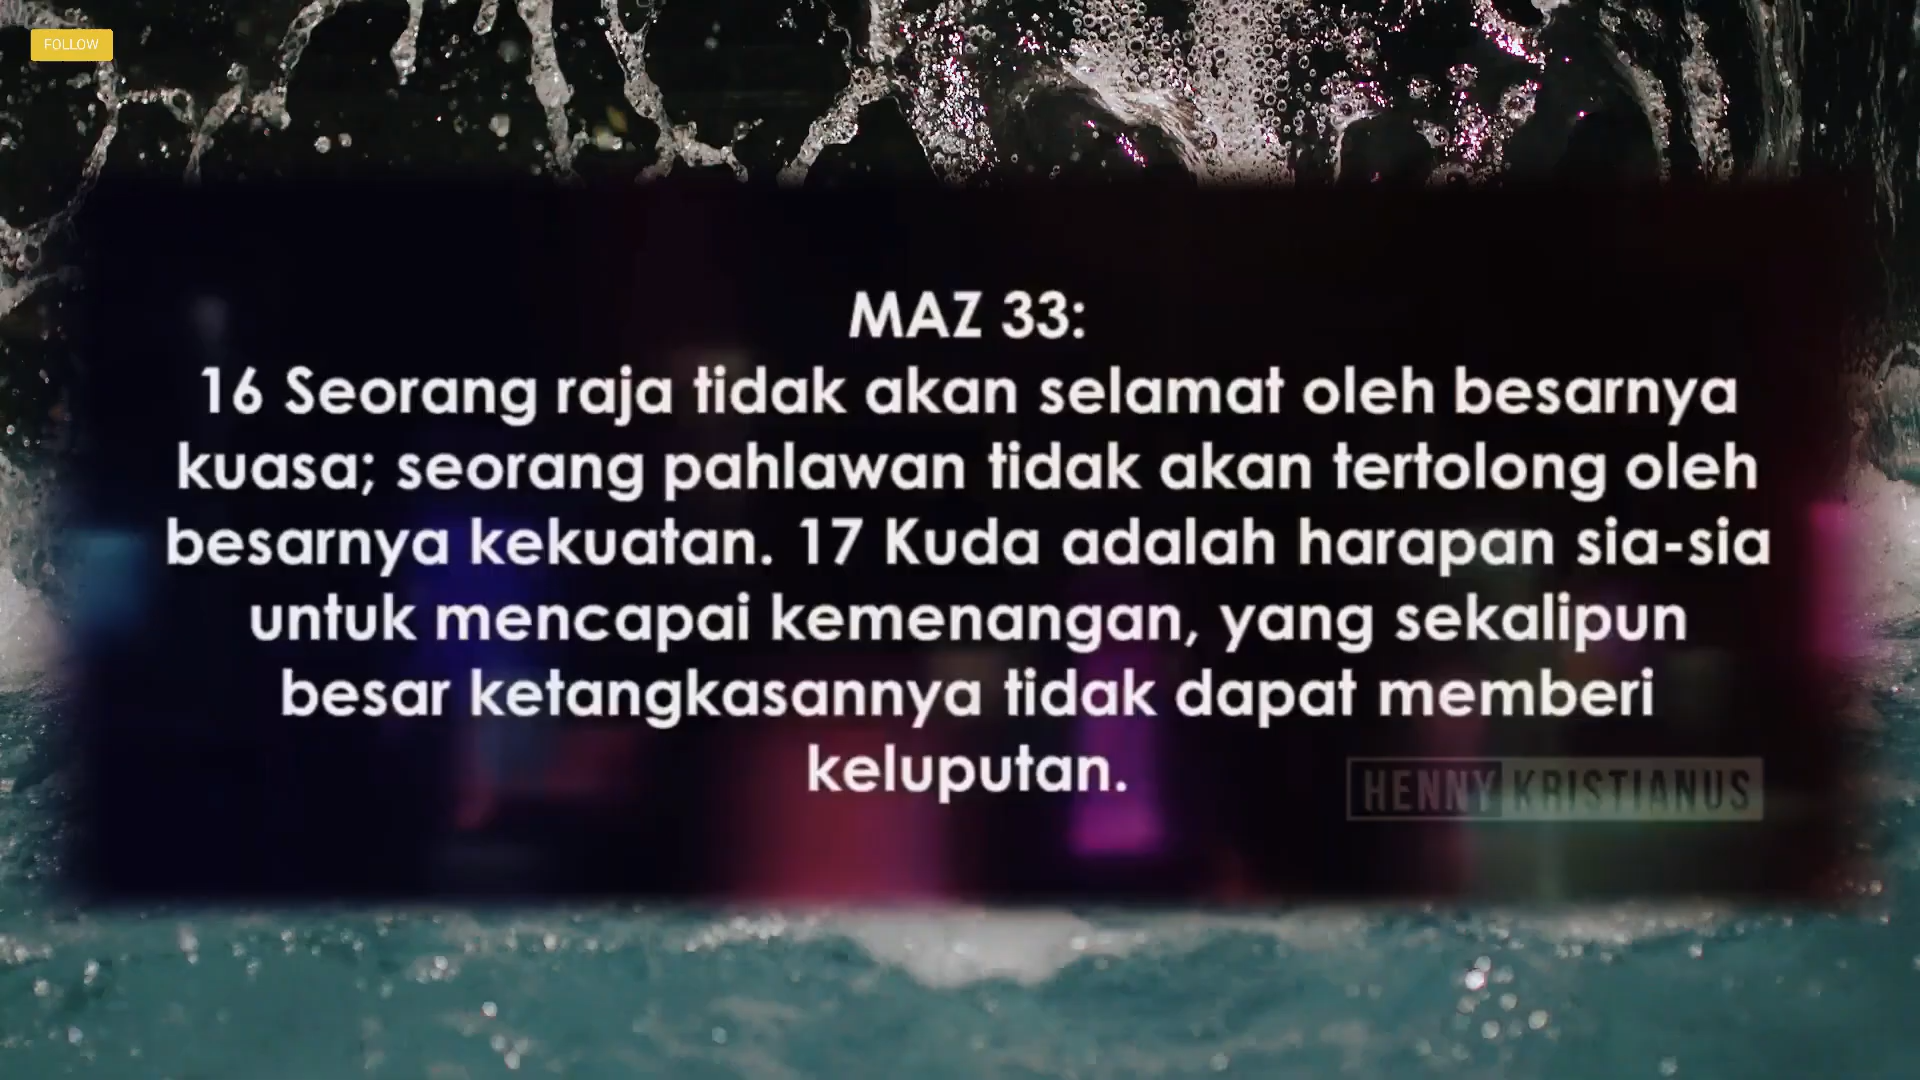 FOLLOW
MAZ 33:
16 Seorang raja tidak akan selamat oleh besarnya
kuasa; seorang pahlawan tidak akan tertolong oleh
besarnya kekuatan. 17 Kuda adalah harapan sia-sia
untuk mencapai kemenangan, yang sekalipun
besar ketangkasannya tidak dapat memberi
keluputan.
HENNY KRISTIANUS